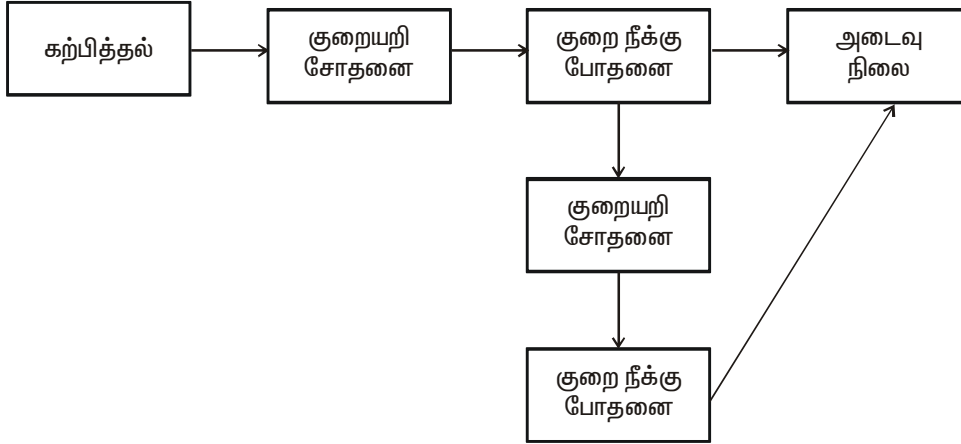 கற்பித்தல்
குறையறி
சோதனை
குறை நீக்கு
போதனை
அடைவு
நிலை
குறையறி
சோதனை
குறை நீக்கு
போதனை